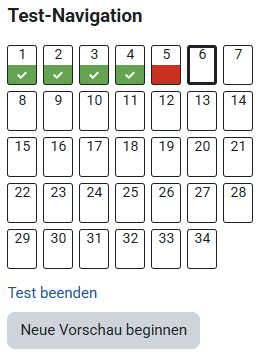 Test-Navigation
1 2 3 4 5 6 7
8 9 10 11 12 13 14
15 16 17 18 19 20 21
22 23 24 25 26 27 28
29 30 31 32 33 34
Test beenden
Neue Vorschau beginnen